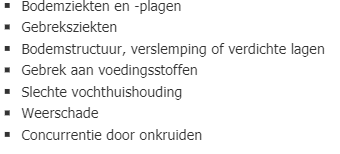 ▪ Bodemziekten en -plagen
▪ Gebreksziekten
▪ Bodemstructuur, verslemping of verdichte lagen
▪ Gebrek aan voedingsstoffen
▪ Slechte vochthuishouding
▪ Weerschade
▪ Concurrentie door onkruiden